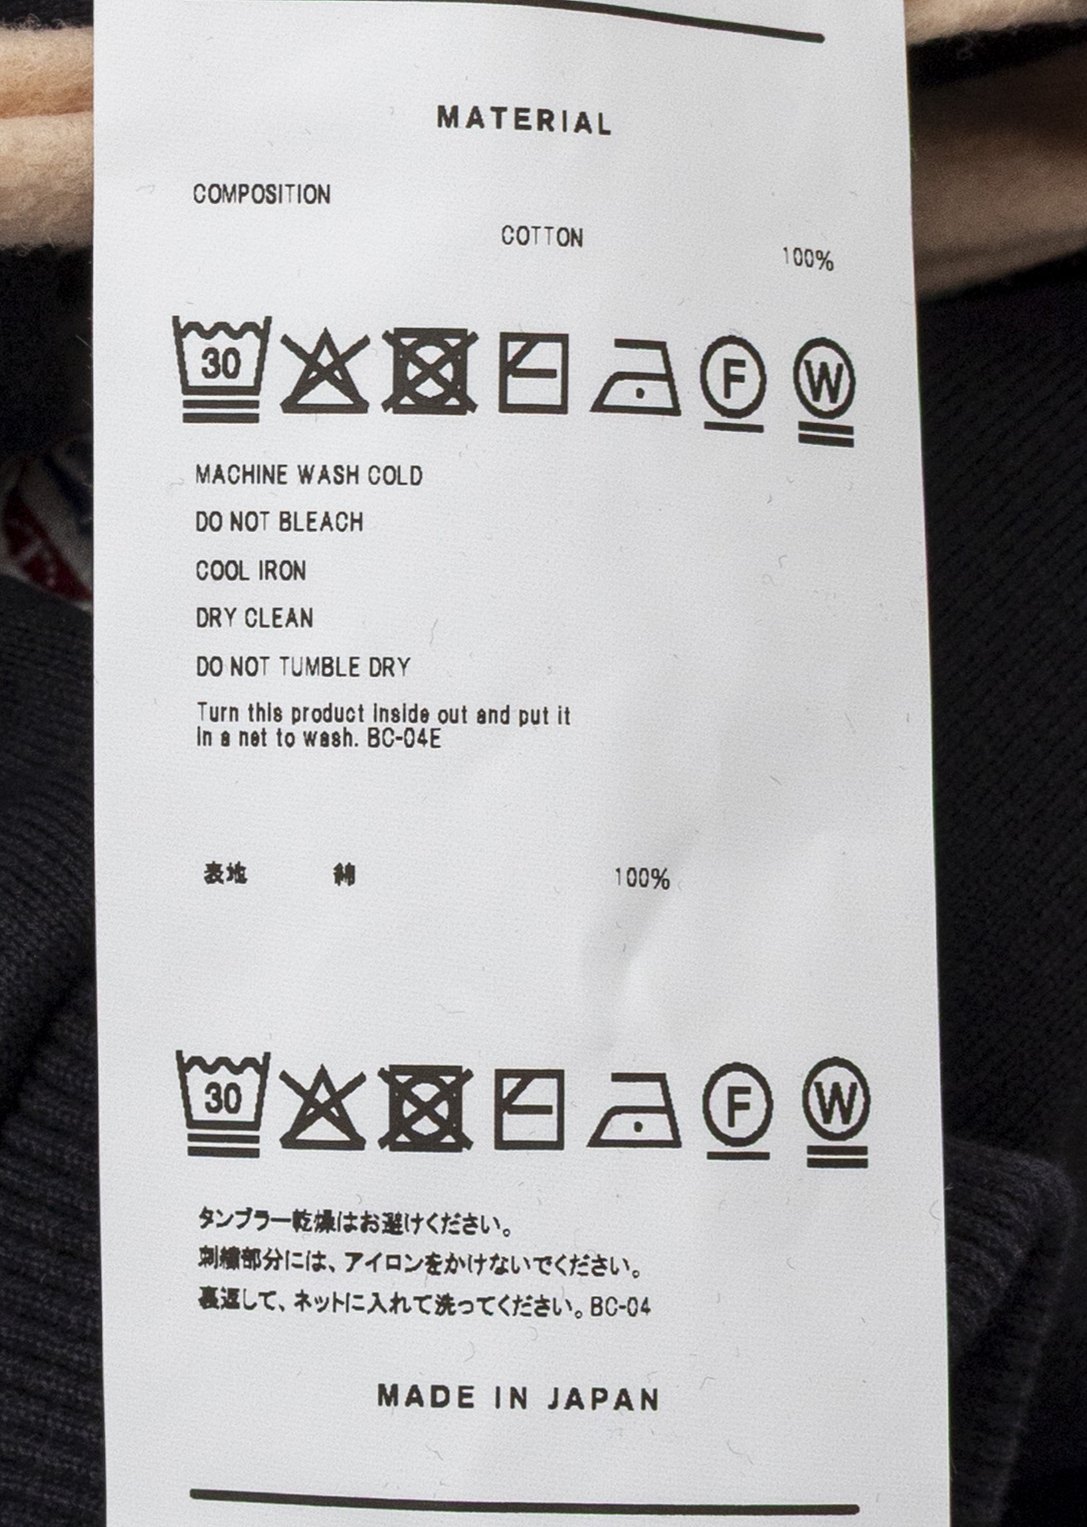 MATERIAL
COMPOSITION
COTTON
100%
30 F W
MACHINE WASH COLD
DO NOT BLEACH
COOL IRON
DRY CLEAN
DO NOT TUMBLE DRY
Turn this product inside out and put it
in a net to wash. BC-04E
表地 綿 100%
30 F W
タンブラー乾燥はお避けください。
刺繍部分には、アイロンをかけないでください。
裏返して、ネットに入れて洗ってください。BC-04
MADE IN JAPAN